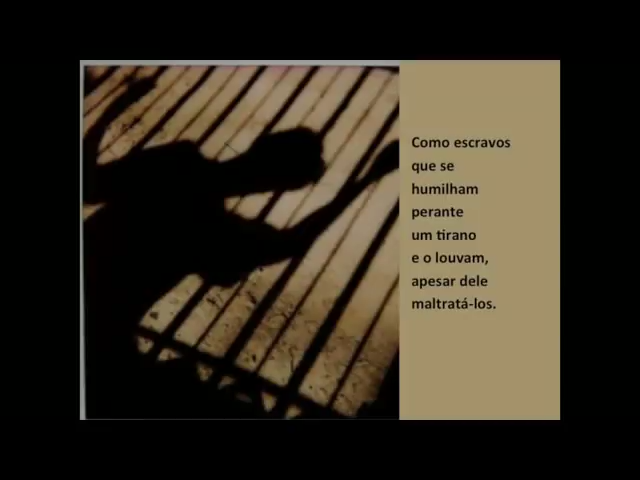 Como escravos
que se
humilham
perante
um tirano
e o louvam,
apesar dele
maltratá-los.